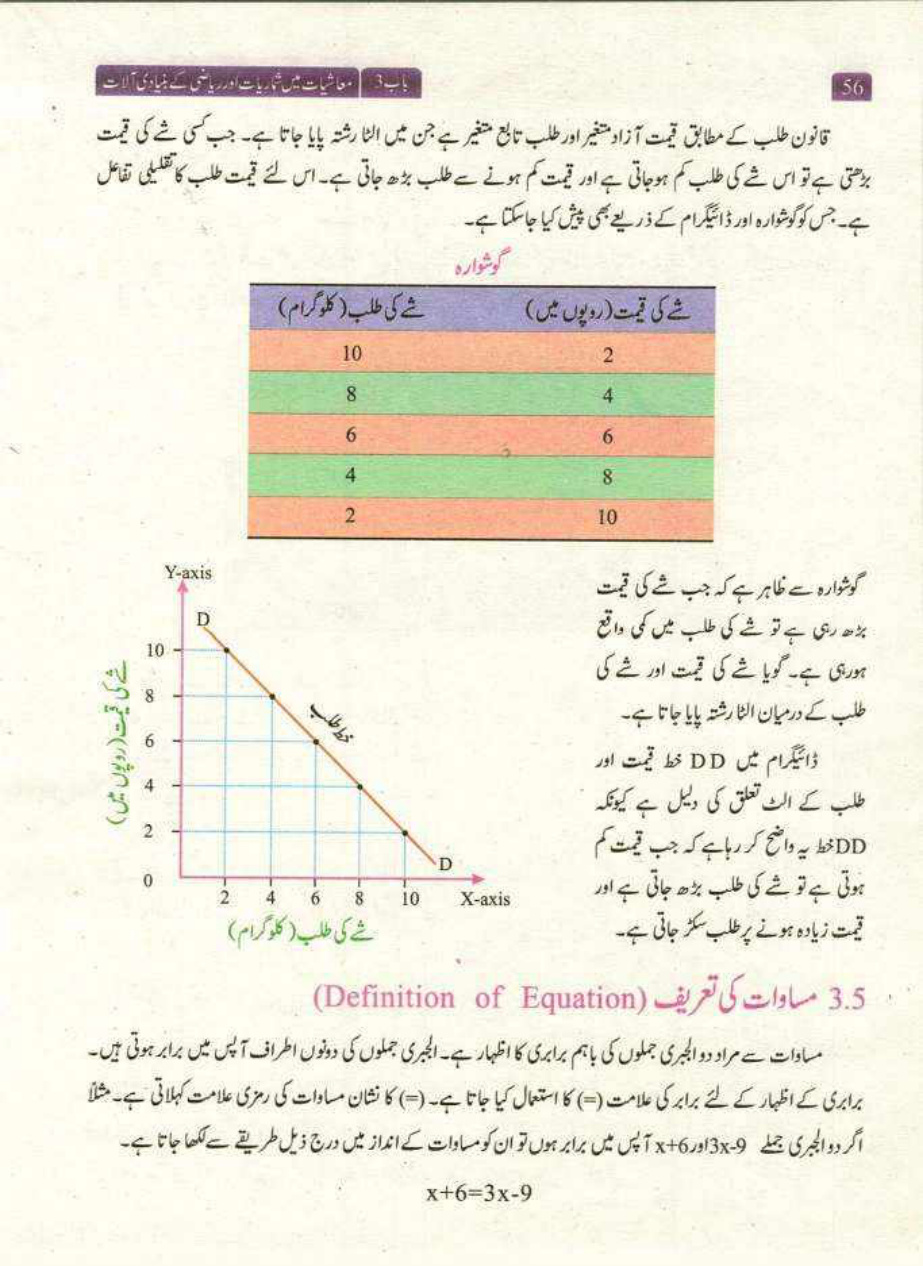 56
باب 3 معاشیات میں شماریات اور ریاضی کے بنیادی آلات
قانون طلب کے مطابق قیمت آزاد متغیر اور طلب تابع متغیر ہے جن میں الٹا رشتہ پایا جاتا ہے۔ جب کسی شے کی قیمت
بڑھتی ہے تو اس شے کی طلب کم ہوجاتی ہے اور قیمت کم ہونے سے طلب بڑھ جاتی ہے۔ اس لئے قیمت طلب کا تقلیلی تفاعل
ہے۔ جس کو گوشوارہ اور ڈائیگرام کے ذریعے بھی پیش کیا جاسکتا ہے۔
گوشوارہ
شے کی قیمت (روپوں میں) شے کی طلب (کلوگرام)
2 10
4 8
6 6
8 4
10 2
گوشوارہ سے ظاہر ہے کہ جب شے کی قیمت
بڑھ رہی ہے تو شے کی طلب میں کمی واقع
ہورہی ہے۔ گویا شے کی قیمت اور شے کی
طلب کے درمیان الٹا رشتہ پایا جاتا ہے۔
ڈائیگرام میں DD خط قیمت اور
طلب کے الٹ تعلق کی دلیل ہے کیونکہ
DD خط یہ واضح کر رہا ہے کہ جب قیمت کم
ہوتی ہے تو شے کی طلب بڑھ جاتی ہے اور
قیمت زیادہ ہونے پر طلب سکڑ جاتی ہے۔
Y-axis
D
10
8
6
4
2
0
شے کی قیمت (روپوں میں)
خط طلب
D
2 4 6 8 10 X-axis
شے کی طلب (کلوگرام)
3.5 مساوات کی تعریف (Definition of Equation)
مساوات سے مراد دو الجبری جملوں کی باہم برابری کا اظہار ہے۔ الجبری جملوں کی دونوں اطراف آپس میں برابر ہوتی ہیں۔
برابری کے اظہار کے لئے برابر کی علامت (=) کا استعمال کیا جاتا ہے۔ (=) کا نشان مساوات کی رمزی علامت کہلاتی ہے۔ مثلاً
اگر دو الجبری جملے 3x-9 اور x+6 آپس میں برابر ہوں تو ان کو مساوات کے انداز میں درج ذیل طریقے سے لکھا جاتا ہے۔
x+6=3x-9